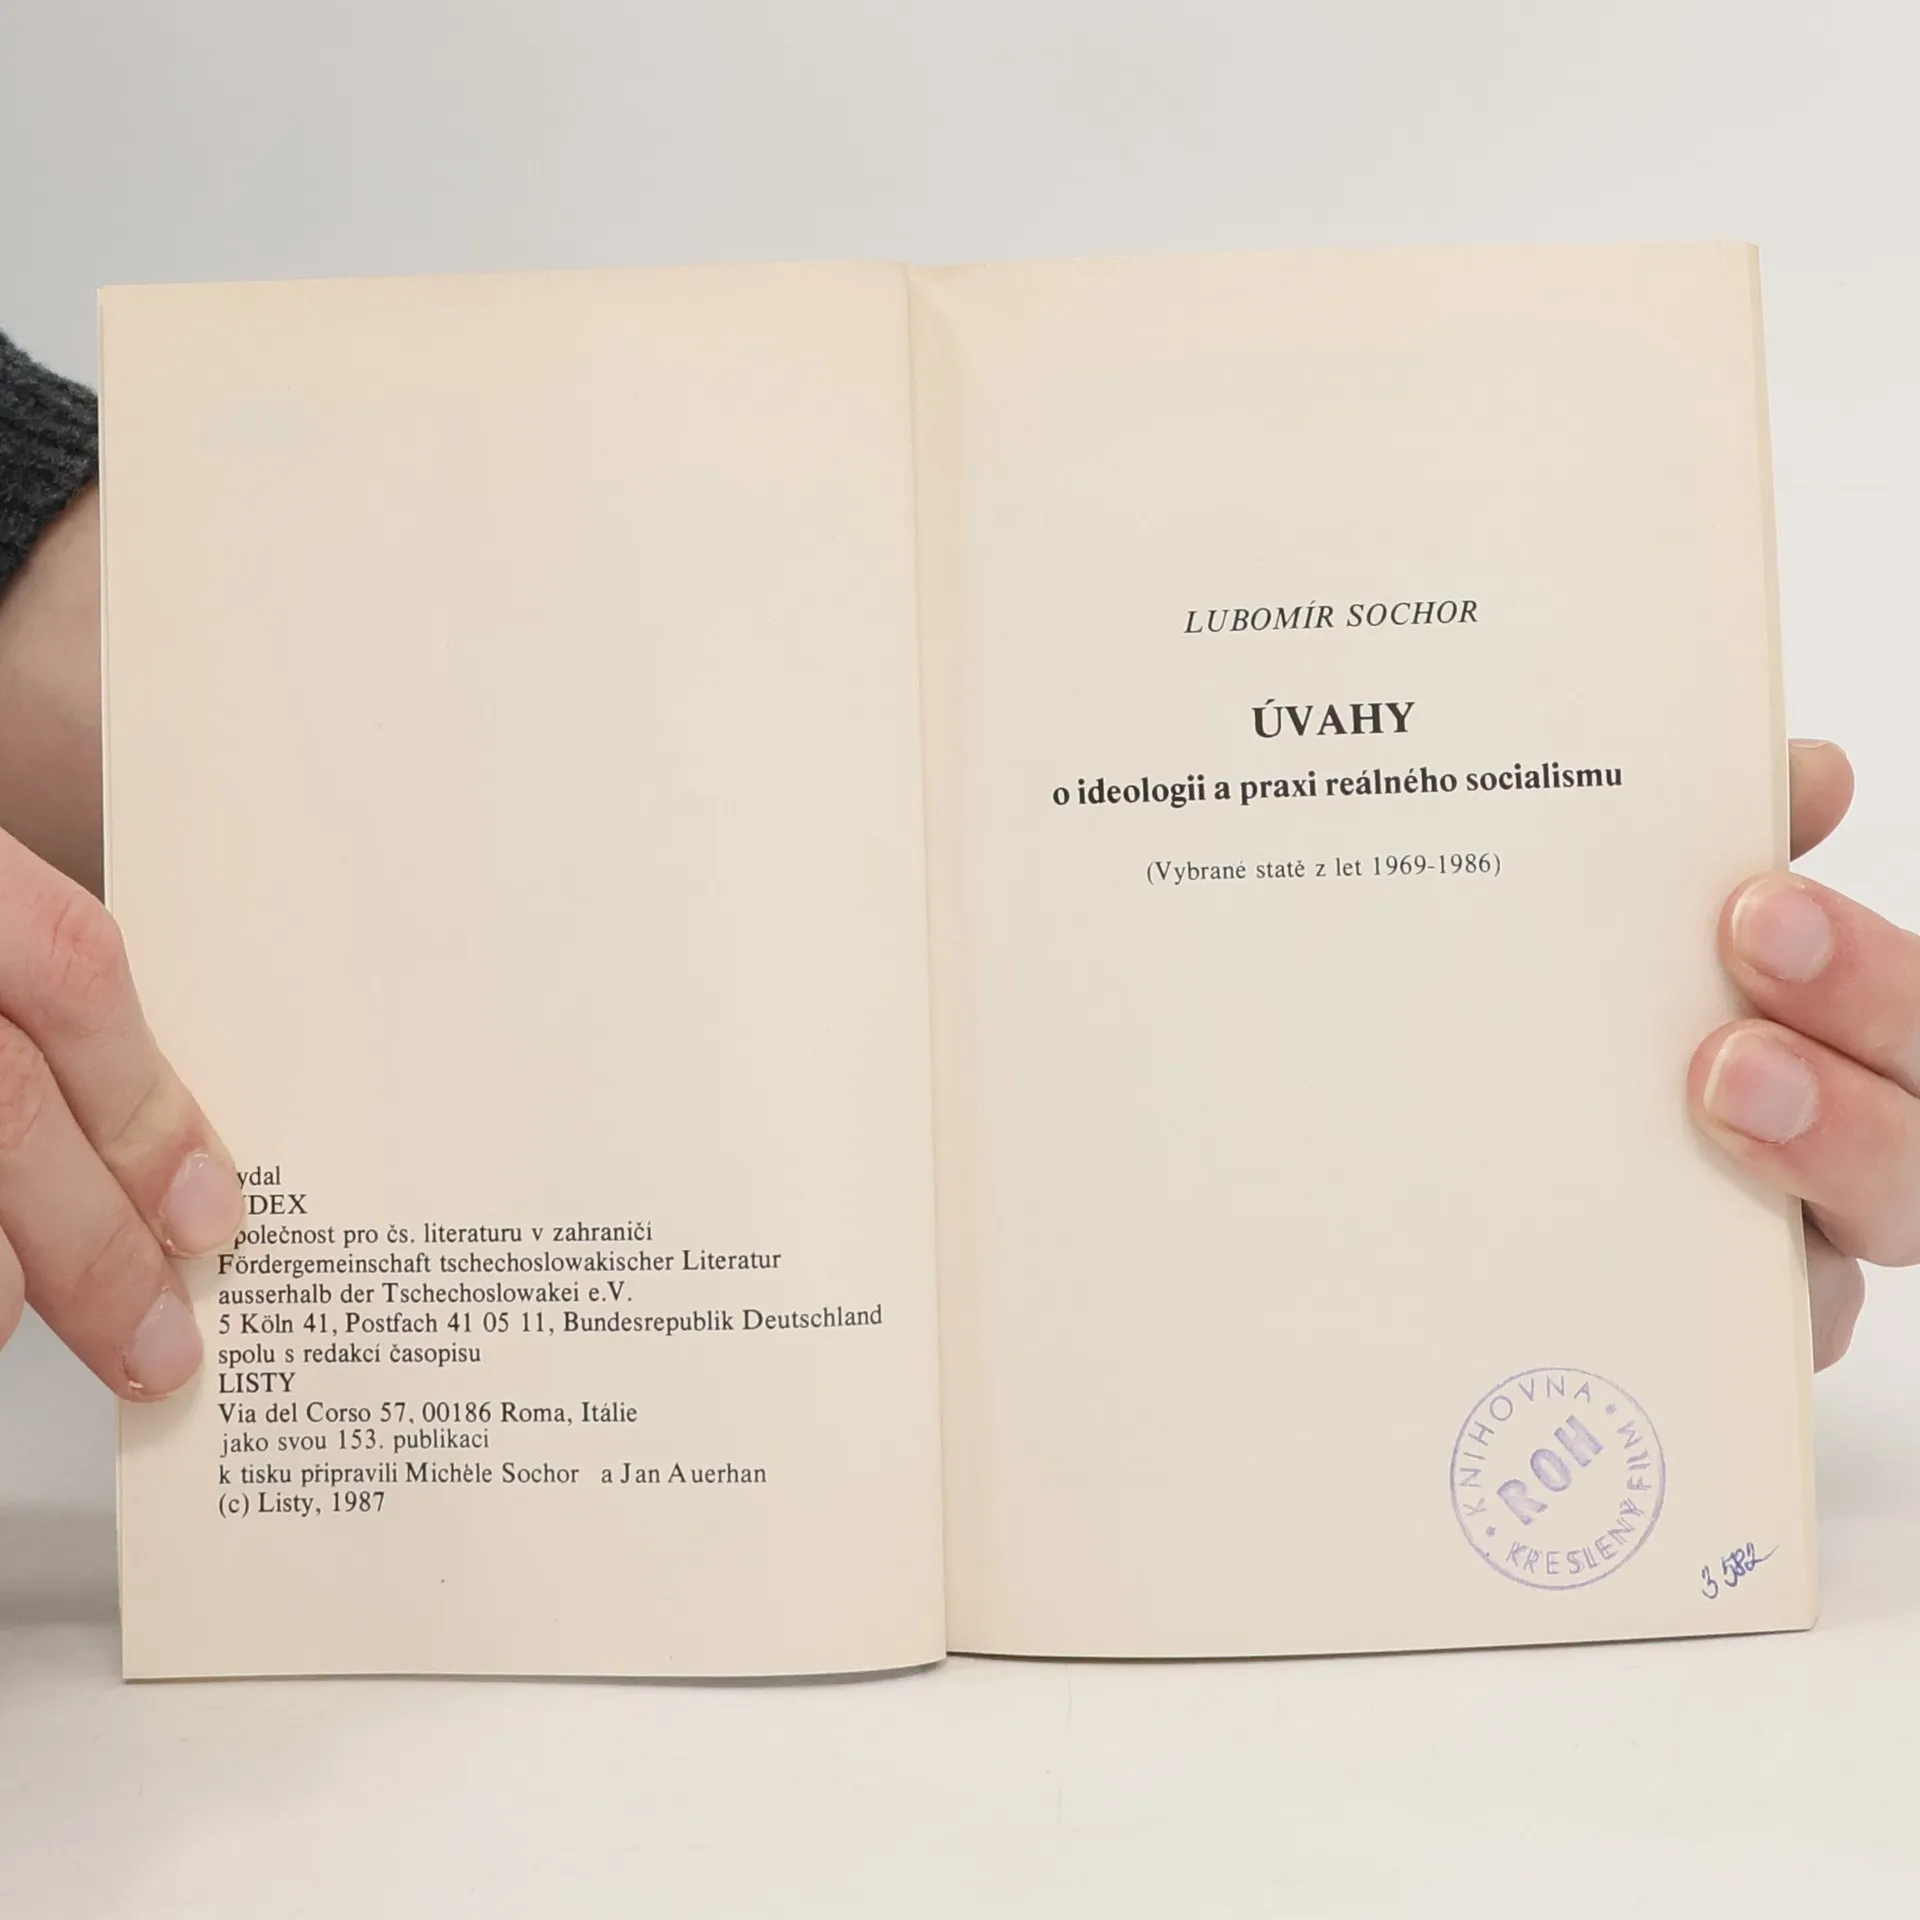 ydal
DEX
polečnost pro čs. literaturu v zahraničí
Fördergemeinschaft tschechoslowakischer Literatur
ausserhalb der Tschechoslowakei e.V.
5 Köln 41, Postfach 41 05 11, Bundesrepublik Deutschland
spolu s redakcí časopisu
LISTY
Via del Corso 57, 00186 Roma, Itálie
jako svou 153. publikaci
k tisku připravili Michèle Sochor a Jan Auerhan
(c) Listy, 1987
LUBOMÍR SOCHOR
ÚVAHY
o ideologii a praxi reálného socialismu
(Vybrané statě z let 1969-1986)
KNIHOVNA
ROH
KRESLENÝ FILM
3 582